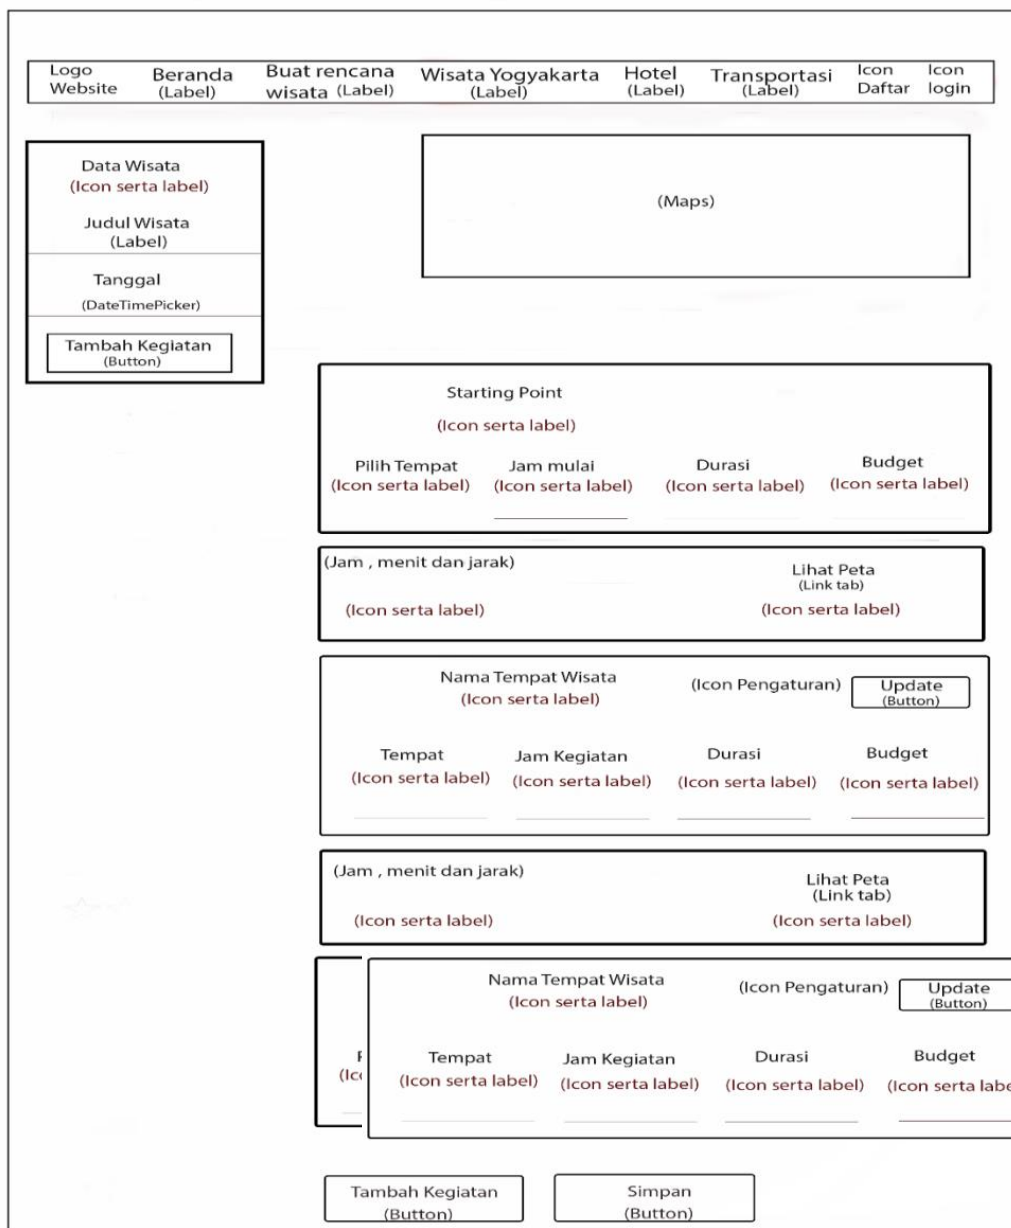 Logo Website
Beranda (Label)
Buat rencana wisata (Label)
Wisata Yogyakarta (Label)
Hotel (Label)
Transportasi (Label)
Icon Daftar
Icon login
Data Wisata
(Icon serta label)
Judul Wisata
(Label)
Tanggal
(DateTimePicker)
Tambah Kegiatan
(Button)
(Maps)
Starting Point
(Icon serta label)
Pilih Tempat Jam mulai Durasi Budget
(Icon serta label) (Icon serta label) (Icon serta label) (Icon serta label)
(Jam , menit dan jarak)
(Icon serta label)
Lihat Peta
(Link tab)
(Icon serta label)
Nama Tempat Wisata
(Icon serta label)
(Icon Pengaturan)
Update
(Button)
Tempat Jam Kegiatan Durasi Budget
(Icon serta label) (Icon serta label) (Icon serta label) (Icon serta label)
(Jam , menit dan jarak)
(Icon serta label)
Lihat Peta
(Link tab)
(Icon serta label)
Nama Tempat Wisata
(Icon serta label)
(Icon Pengaturan)
Update
(Button)
Tempat Jam Kegiatan Durasi Budget
(Icon serta label) (Icon serta label) (Icon serta label) (Icon serta labe
Tambah Kegiatan
(Button)
Simpan
(Button)